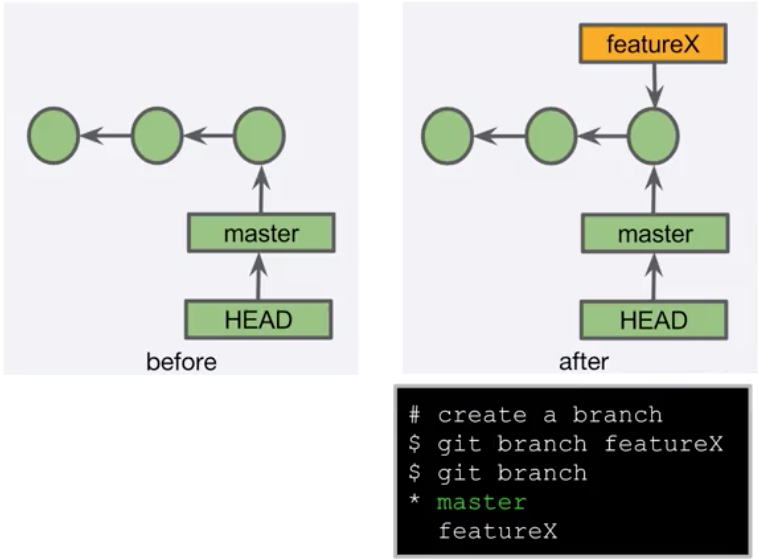 featureX
master
master
HEAD
HEAD
before
after
# create a branch
$ git branch featureX
$ git branch
* master
  featureX